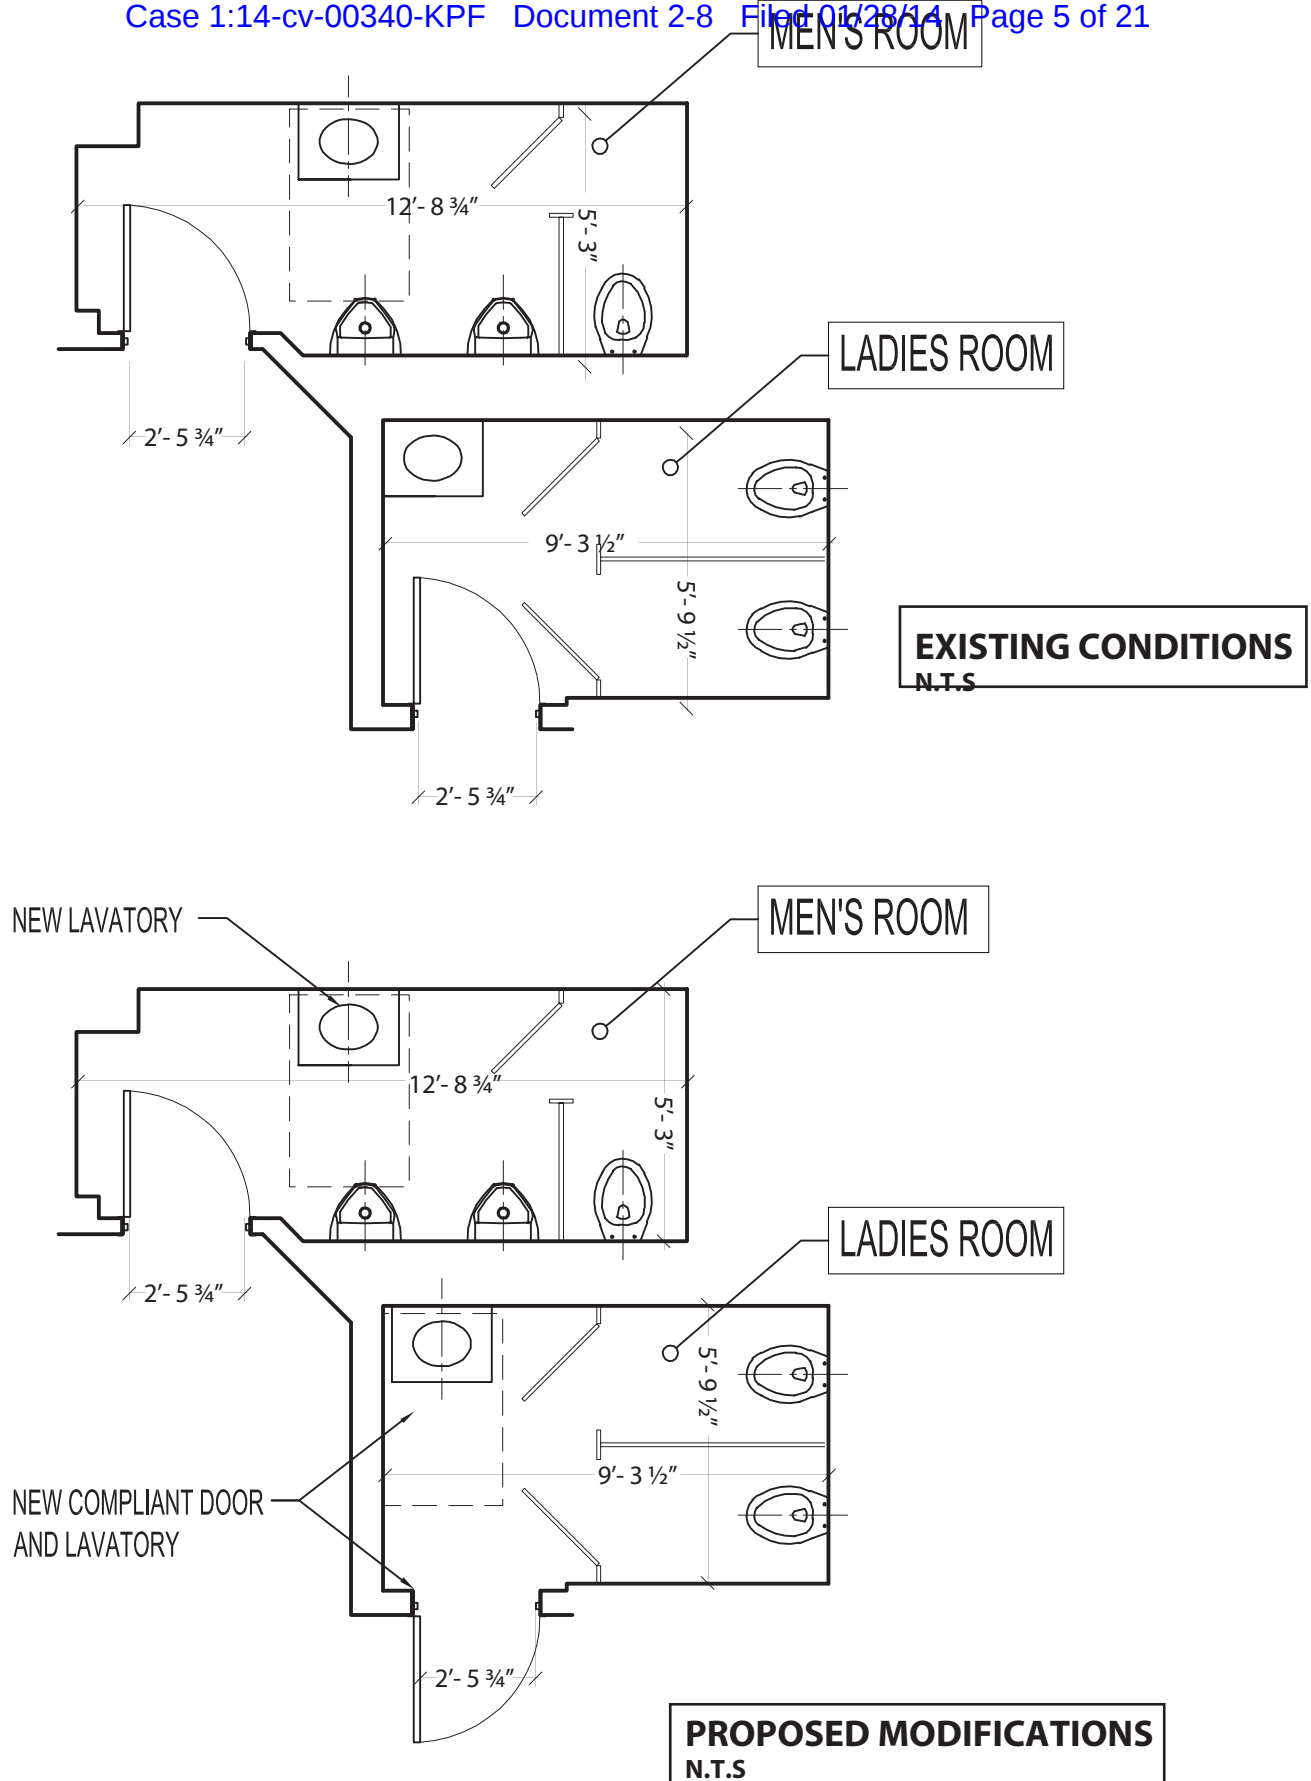 Case 1:14-cv-00340-KPF Document 2-8 Filed 01/28/14 Page 5 of 21
MEN'S ROOM
12'- 8 ¾"
5'- 3"
LADIES ROOM
2'- 5 ¾"
9'- 3 ½"
5'- 9 ½"
EXISTING CONDITIONS
N.T.S
2'- 5 ¾"
NEW LAVATORY
MEN'S ROOM
12'- 8 ¾"
5'- 3"
LADIES ROOM
2'- 5 ¾"
5'- 9 ½"
9'- 3 ½"
NEW COMPLIANT DOOR
AND LAVATORY
2'- 5 ¾"
PROPOSED MODIFICATIONS
N.T.S